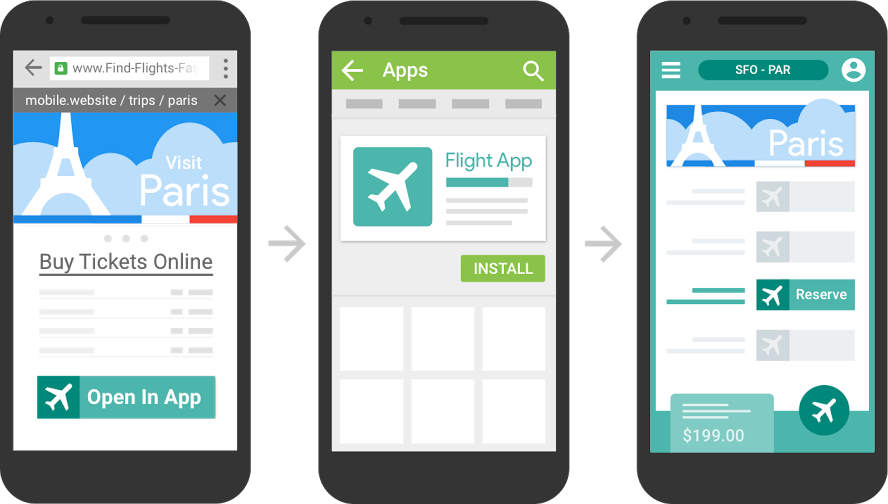 www.Find-Flights-Fas
mobile.website / trips / paris
Visit
Paris
Buy Tickets Online
Open In App
Apps
Flight App
INSTALL
SFO - PAR
Paris
Reserve
$199.00